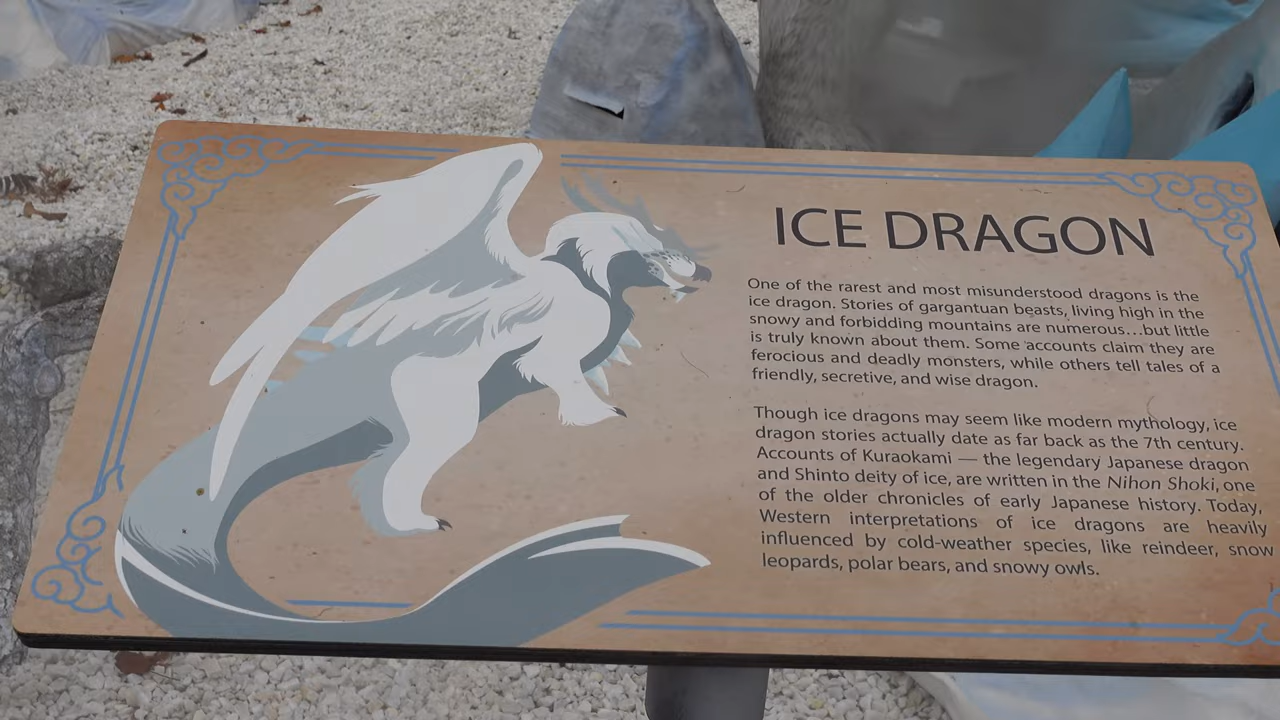 ICE DRAGON
One of the rarest and most misunderstood dragons is the
ice dragon. Stories of gargantuan beasts, living high in the
snowy and forbidding mountains are numerous…but little
is truly known about them. Some accounts claim they are
ferocious and deadly monsters, while others tell tales of a
friendly, secretive, and wise dragon.
Though ice dragons may seem like modern mythology, ice
dragon stories actually date as far back as the 7th century.
Accounts of Kuraokami — the legendary Japanese dragon
and Shinto deity of ice, are written in the Nihon Shoki, one
of the older chronicles of early Japanese history. Today,
Western interpretations of ice dragons are heavily
influenced by cold-weather species, like reindeer, snow
leopards, polar bears, and snowy owls.